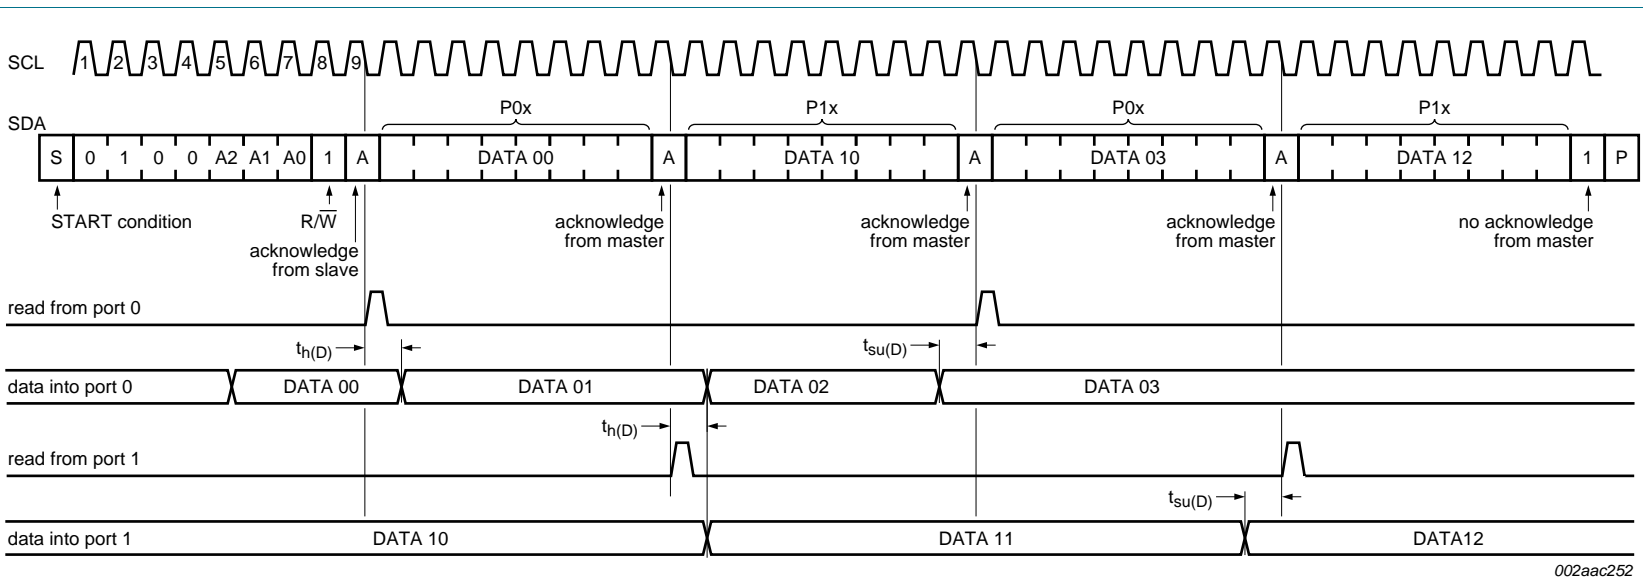 SCL 1 2 3 4 5 6 7 8 9
P0x P1x P0x P1x
SDA
S 0 1 0 0 A2 A1 A0 1 A DATA 00 A DATA 10 A DATA 03 A DATA 12 1 P
START condition R/W acknowledge from master acknowledge from master acknowledge from master no acknowledge from master
acknowledge
from slave
read from port 0
th(D) tsu(D)
data into port 0 DATA 00 DATA 01 DATA 02 DATA 03
th(D)
read from port 1
tsu(D)
data into port 1 DATA 10 DATA 11 DATA12
002aac252